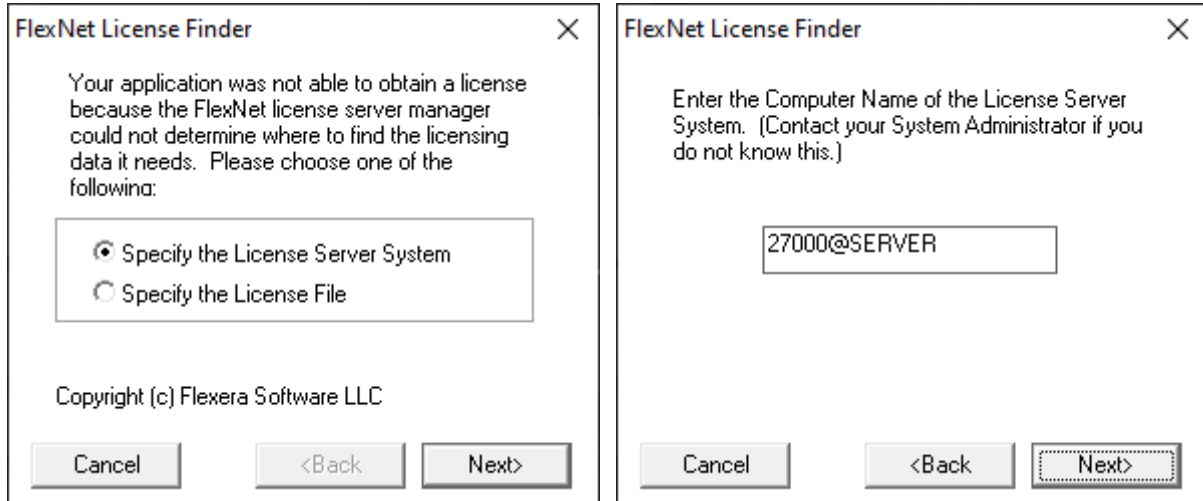 FlexNet License Finder
Your application was not able to obtain a license
because the FlexNet license server manager
could not determine where to find the licensing
data it needs.  Please choose one of the
following:
Specify the License Server System
Specify the License File
Copyright (c) Flexera Software LLC
Cancel
<Back
Next>
FlexNet License Finder
Enter the Computer Name of the License Server
System.  (Contact your System Administrator if you
do not know this.)
27000@SERVER
Cancel
<Back
Next>